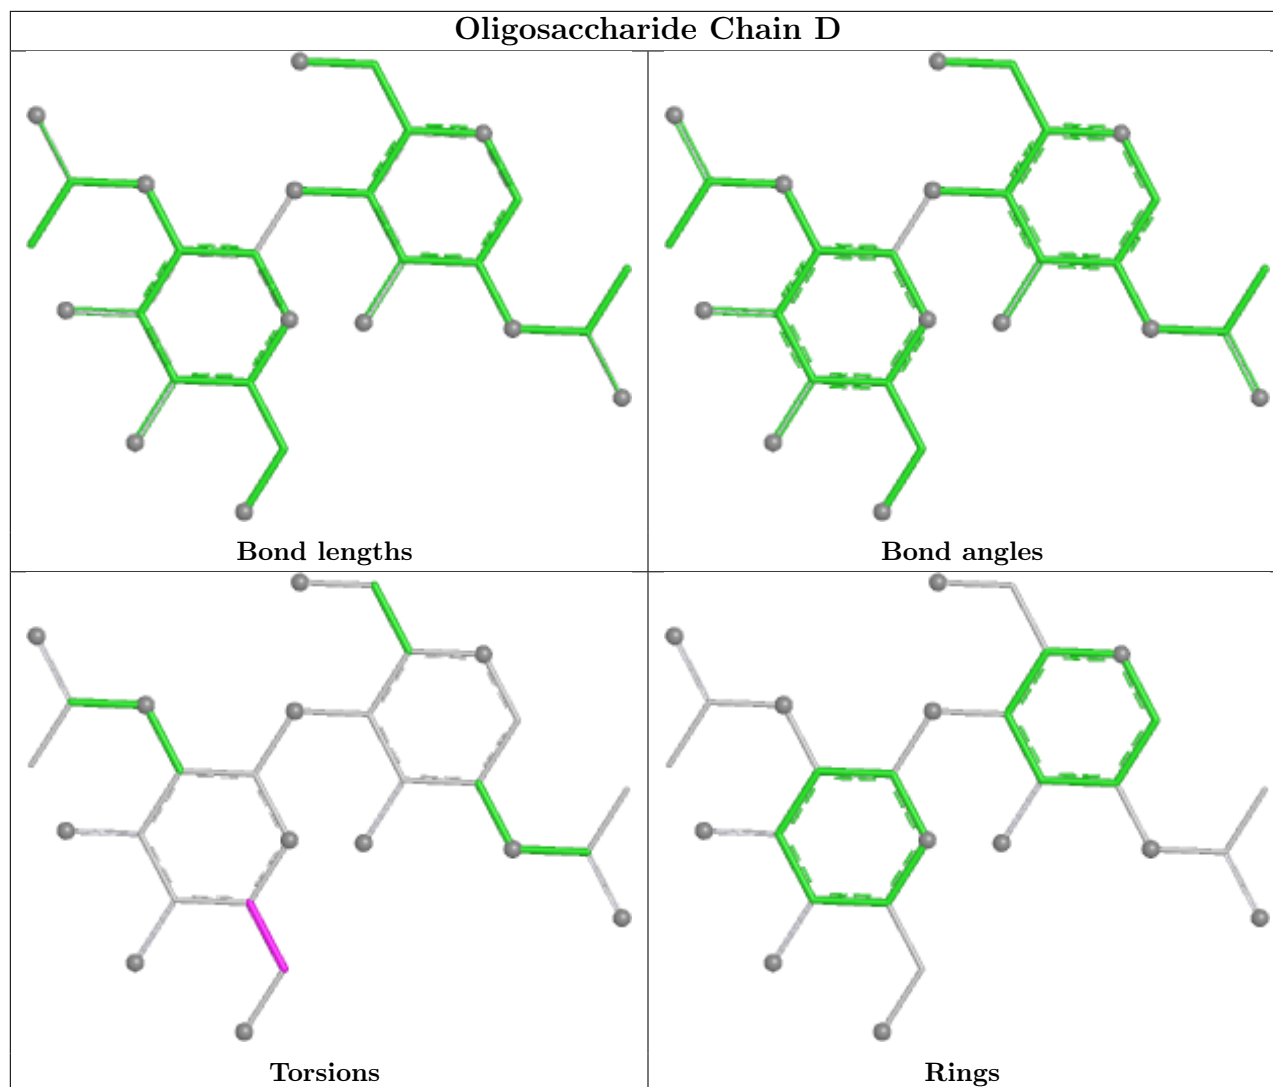 Oligosaccharide Chain D
Bond lengths
Bond angles
Torsions
Rings